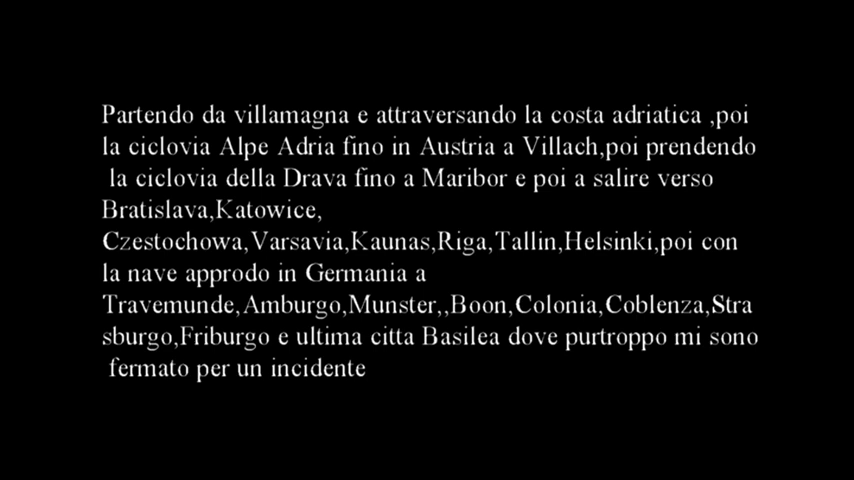 Partendo da villamagna e attraversando la costa adriatica ,poi
la ciclovia Alpe Adria fino in Austria a Villach,poi prendendo
la ciclovia della Drava fino a Maribor e poi a salire verso
Bratislava,Katowice,
Czestochowa,Varsavia,Kaunas,Riga,Tallin,Helsinki,poi con
la nave approdo in Germania a
Travemunde,Amburgo,Munster,,Boon,Colonia,Coblenza,Stra
sburgo,Friburgo e ultima citta Basilea dove purtroppo mi sono
fermato per un incidente